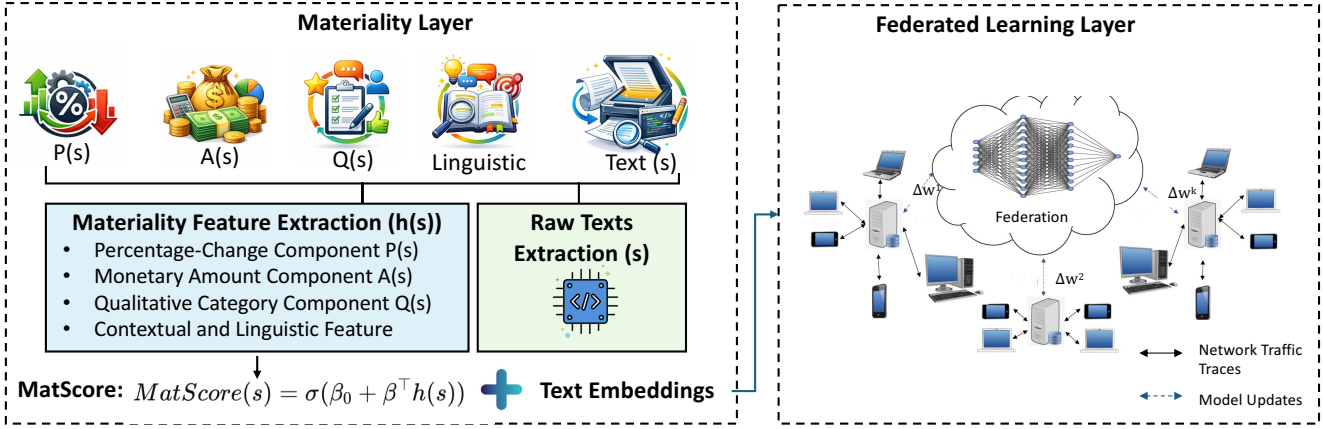 Materiality Layer
P(s)
A(s)
Q(s)
Linguistic
Text (s)
Materiality Feature Extraction (h(s))
• Percentage-Change Component P(s)
• Monetary Amount Component A(s)
• Qualitative Category Component Q(s)
• Contextual and Linguistic Feature
Raw Texts
Extraction (s)
</>
MatScore: MatScore(s) = σ(β₀ + β⊤h(s))
Text Embeddings
Federated Learning Layer
Δw¹
Δwᵏ
Federation
Δw²
Network Traffic
Traces
Model Updates